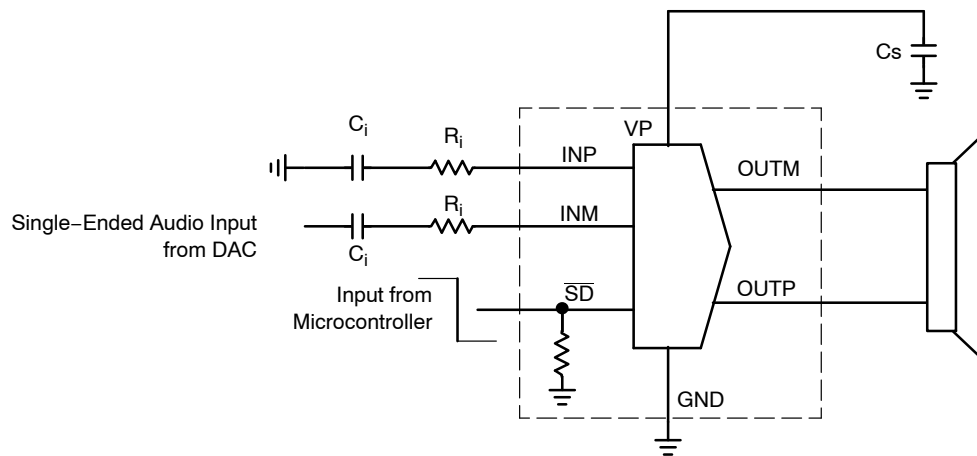 Cs
VP
Ci
Ri
INP
OUTM
Single−Ended Audio Input
from DAC
Ri
INM
Ci
SD
OUTP
Input from
Microcontroller
GND